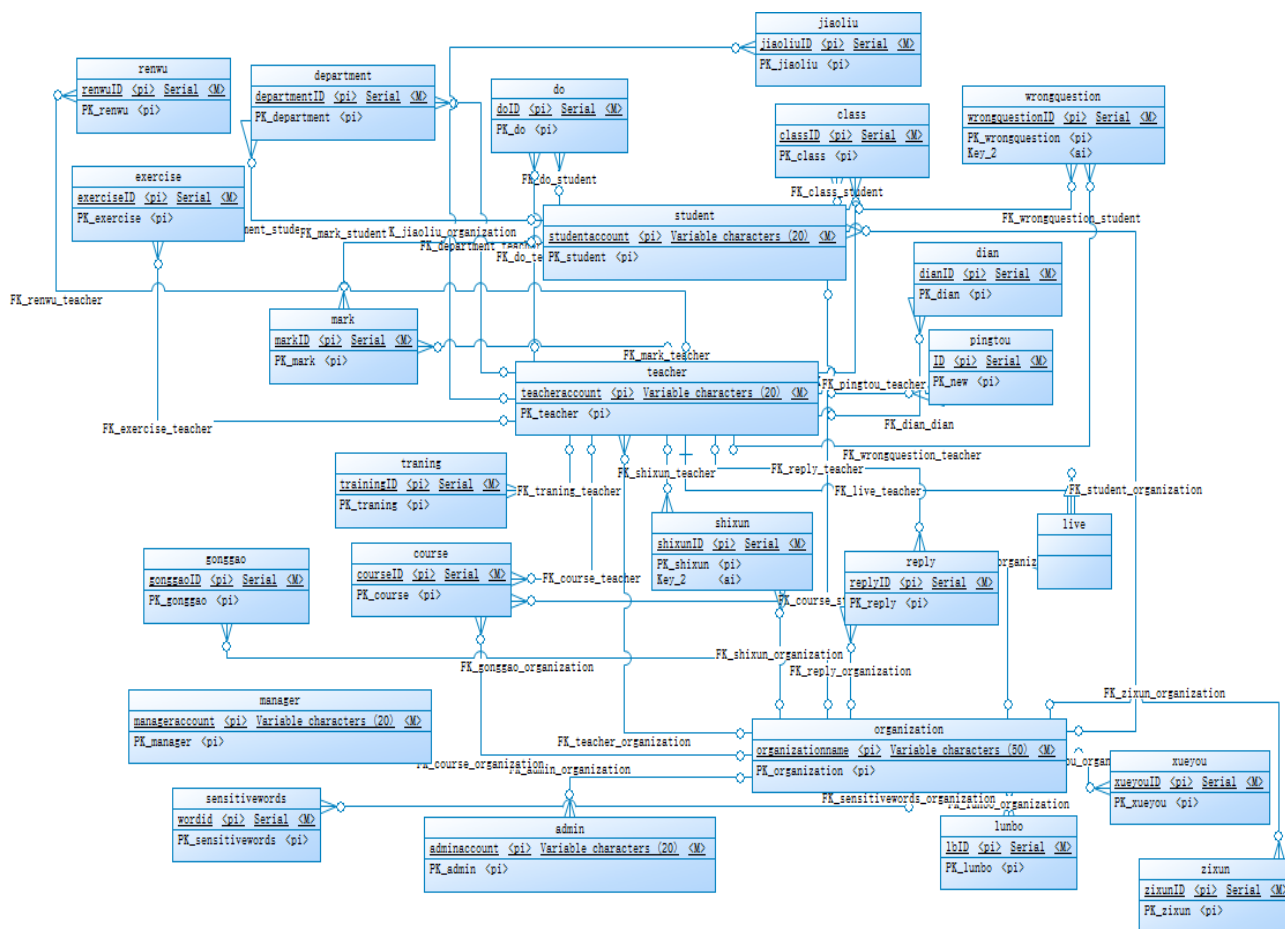 jiaoliu
jiaoliuID <pi> Serial <M>
PK_jiaoliu <pi>
renwu
renwuID <pi> Serial <M>
PK_renwu <pi>
department
departmentID <pi> Serial <M>
PK_department <pi>
do
doID <pi> Serial <M>
PK_do <pi>
class
classID <pi> Serial <M>
PK_class <pi>
wrongquestion
wrongquestionID <pi> Serial <M>
PK_wrongquestion <pi>
Key_2 <ai>
exercise
exerciseID <pi> Serial <M>
PK_exercise <pi>
FK_do_student
FK_class_student
FK_wrongquestion_student
student
studentaccount <pi> Variable characters (20) <M>
PK_student <pi>
FK_mark_student
K_jiaoliu_organization
FK_department_teacher
FK_do_te
dian
dianID <pi> Serial <M>
PK_dian <pi>
FK_renwu_teacher
mark
markID <pi> Serial <M>
PK_mark <pi>
FK_mark_teacher
pingtou
ID <pi> Serial <M>
PK_new <pi>
teacher
teacheraccount <pi> Variable characters (20) <M>
PK_teacher <pi>
FK_pingtou_teacher
FK_dian_dian
FK_exercise_teacher
FK_wrongquestion_teacher
traning
trainingID <pi> Serial <M>
PK_traning <pi>
FK_traning_teacher
FK_shixun_teacher
FK_reply_teacher
FK_live_teacher
FK_student_organization
shixun
shixunID <pi> Serial <M>
PK_shixun <pi>
Key_2 <ai>
live
gonggao
gonggaoID <pi> Serial <M>
PK_gonggao <pi>
course
courseID <pi> Serial <M>
PK_course <pi>
FK_course_teacher
reply
replyID <pi> Serial <M>
PK_reply <pi>
FK_course_s
FK_gonggao_organization
FK_shixun_organization
FK_reply_organization
manager
manageraccount <pi> Variable characters (20) <M>
PK_manager <pi>
FK_zixun_organization
organization
organizationname <pi> Variable characters (50) <M>
PK_organization <pi>
FK_teacher_organization
FK_course_organization
FK_admin_organization
xueyou
xueyouID <pi> Serial <M>
PK_xueyou <pi>
sensitivewords
wordid <pi> Serial <M>
PK_sensitivewords <pi>
FK_sensitivewords_organization
FK_lunbo_organization
admin
adminaccount <pi> Variable characters (20) <M>
PK_admin <pi>
lunbo
lbID <pi> Serial <M>
PK_lunbo <pi>
zixun
zixunID <pi> Serial <M>
PK_zixun <pi>